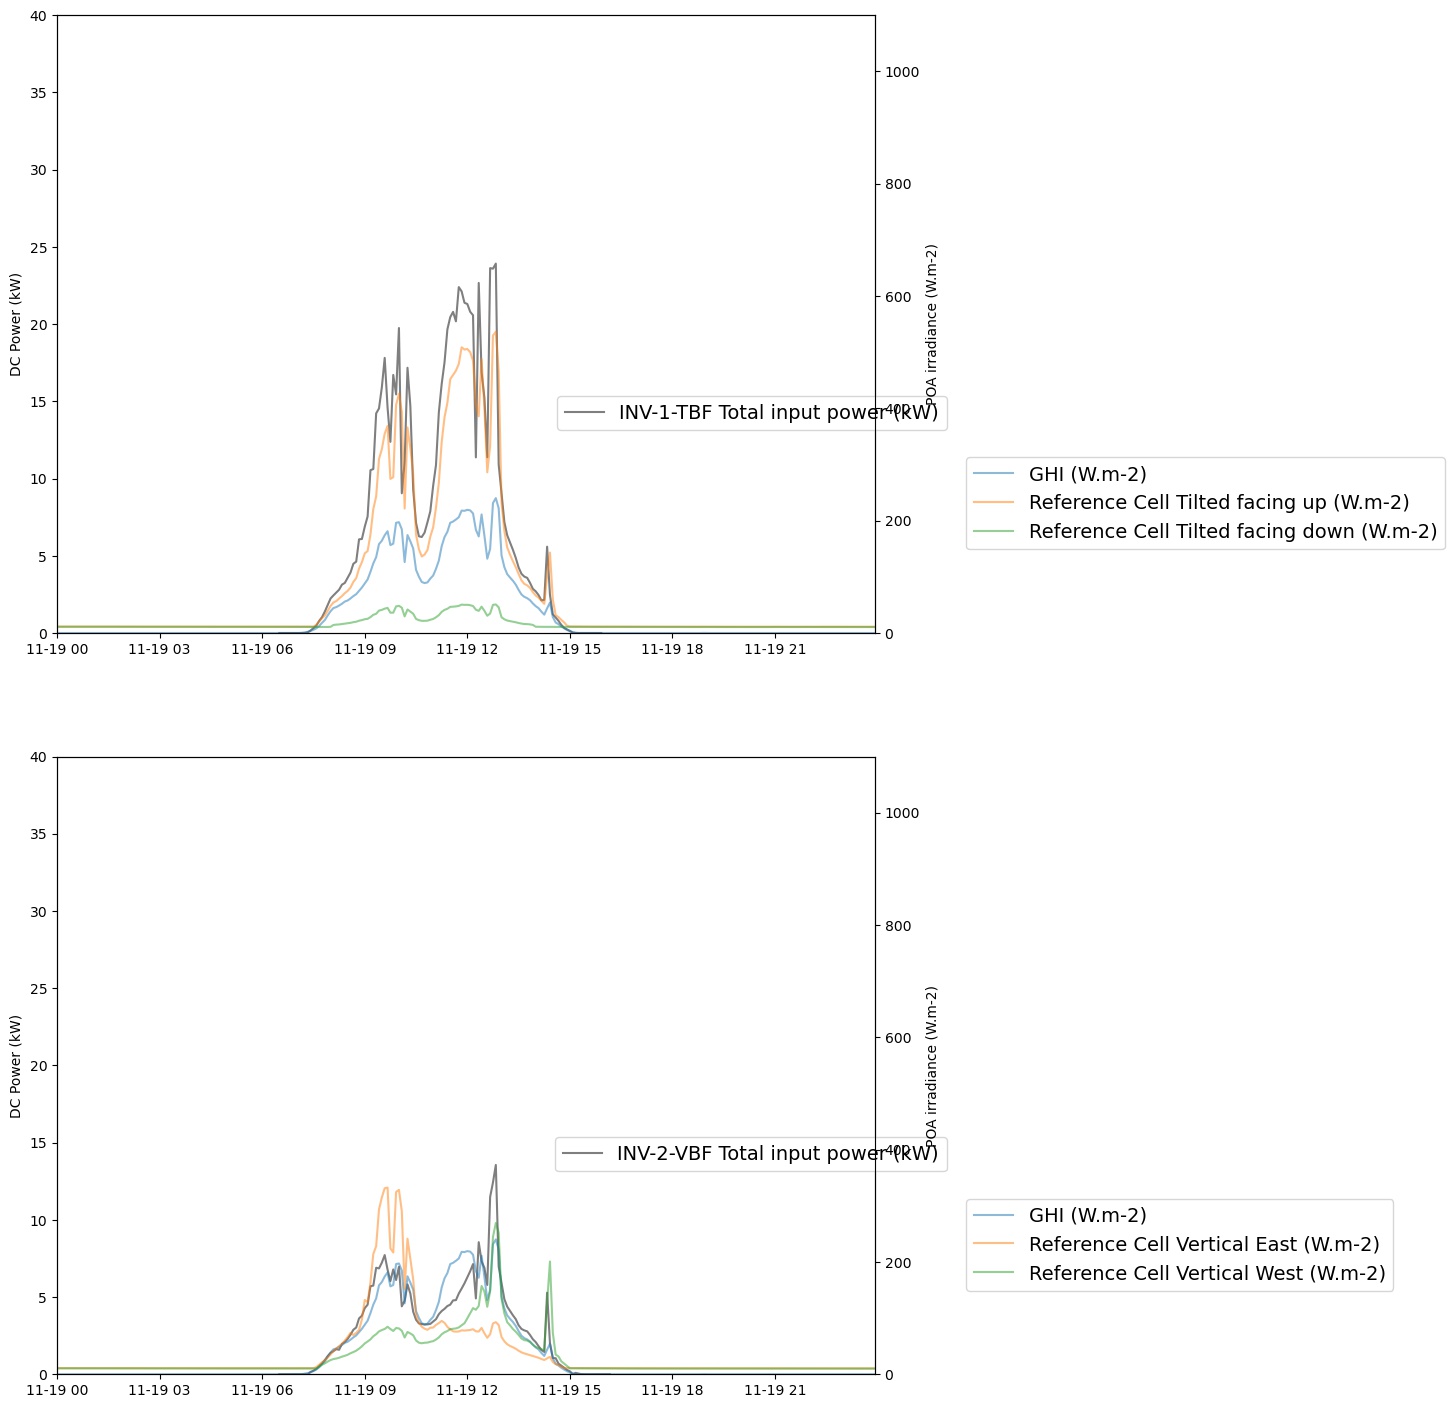 40
35
30
25
20
15
10
5
0
DC Power (kW)
1000
800
600
400
200
0
POA irradiance (W.m-2)
11-19 00 11-19 03 11-19 06 11-19 09 11-19 12 11-19 15 11-19 18 11-19 21
INV-1-TBF Total input power (kW)
GHI (W.m-2)
Reference Cell Tilted facing up (W.m-2)
Reference Cell Tilted facing down (W.m-2)
40
35
30
25
20
15
10
5
0
DC Power (kW)
1000
800
600
400
200
0
POA irradiance (W.m-2)
11-19 00 11-19 03 11-19 06 11-19 09 11-19 12 11-19 15 11-19 18 11-19 21
INV-2-VBF Total input power (kW)
GHI (W.m-2)
Reference Cell Vertical East (W.m-2)
Reference Cell Vertical West (W.m-2)